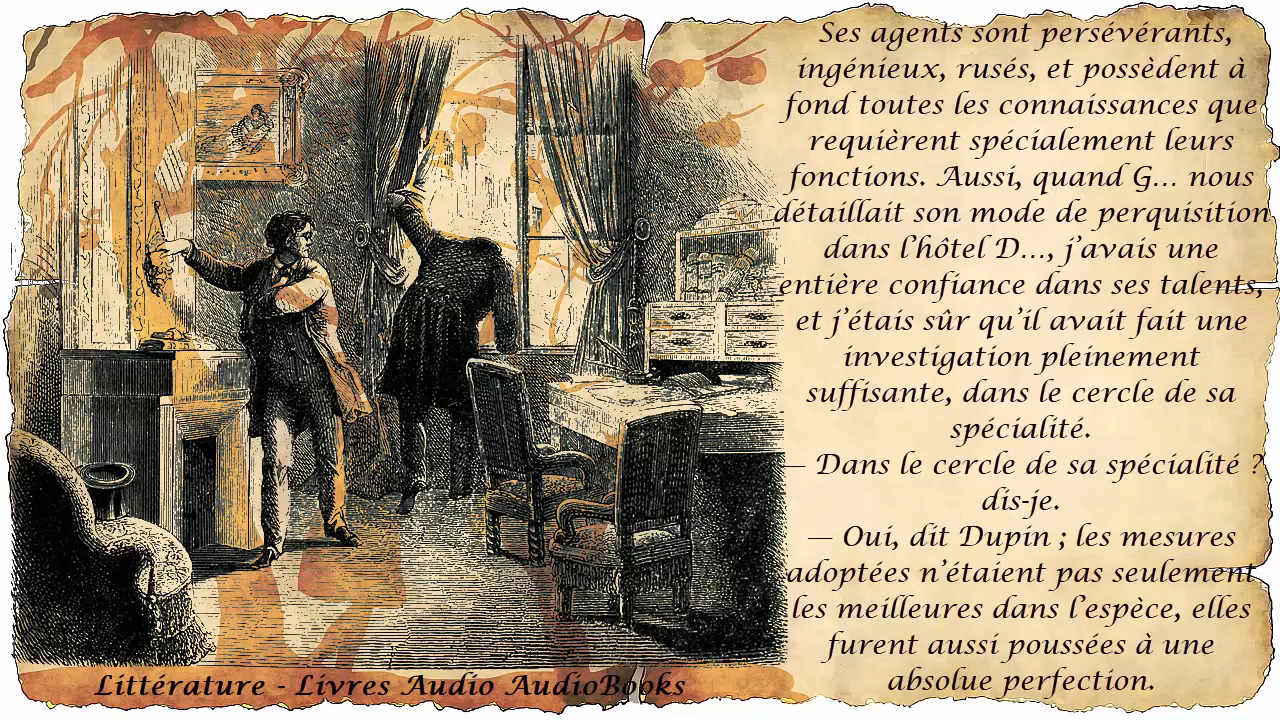 Ses agents sont persévérants,
ingénieux, rusés, et possèdent à
fond toutes les connaissances que
requièrent spécialement leurs
fonctions. Aussi, quand G... nous
détaillait son mode de perquisition
dans l'hôtel D..., j'avais une
entière confiance dans ses talents,
et j'étais sûr qu'il avait fait une
investigation pleinement
suffisante, dans le cercle de sa
spécialité.
— Dans le cercle de sa spécialité ?
dis-je.
— Oui, dit Dupin ; les mesures
adoptées n'étaient pas seulement
les meilleures dans l'espèce, elles
furent aussi poussées à une
absolue perfection.
Littérature - Livres Audio AudioBooks